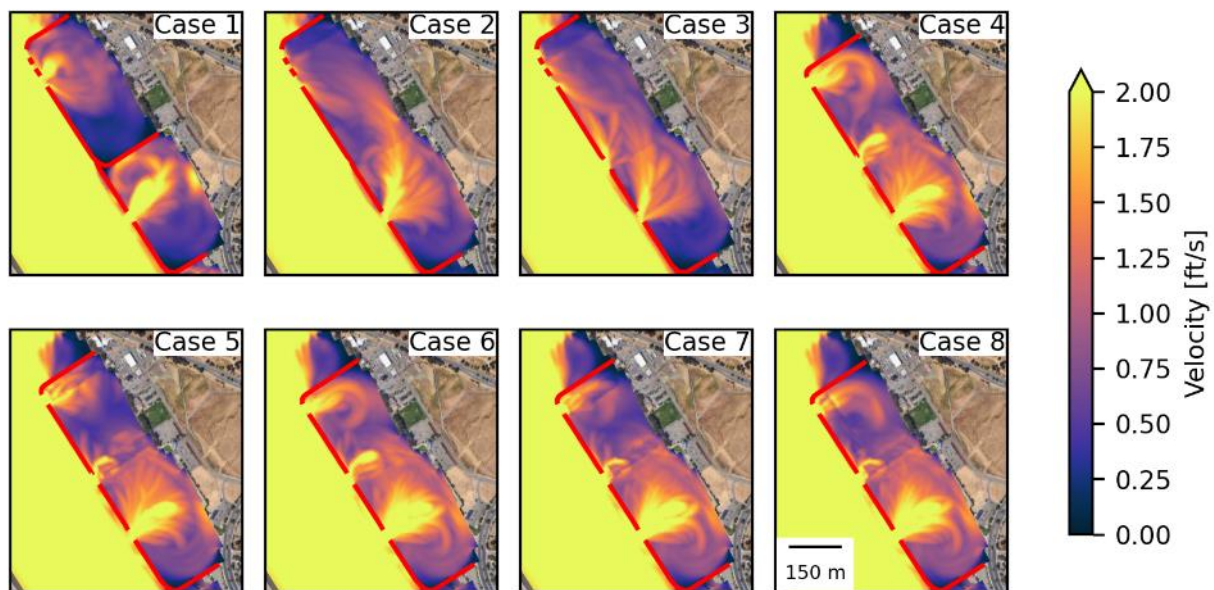 Case 1
Case 2
Case 3
Case 4
Case 5
Case 6
Case 7
Case 8
150 m
2.00
1.75
1.50
1.25
1.00
0.75
0.50
0.25
0.00
Velocity [ft/s]